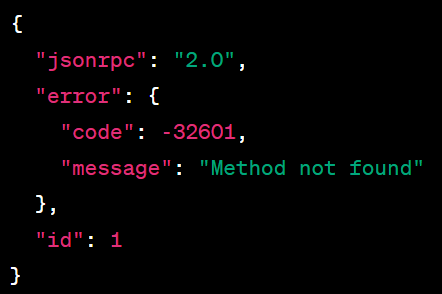 {
  "jsonrpc": "2.0",
  "error": {
    "code": -32601,
    "message": "Method not found"
  },
  "id": 1
}